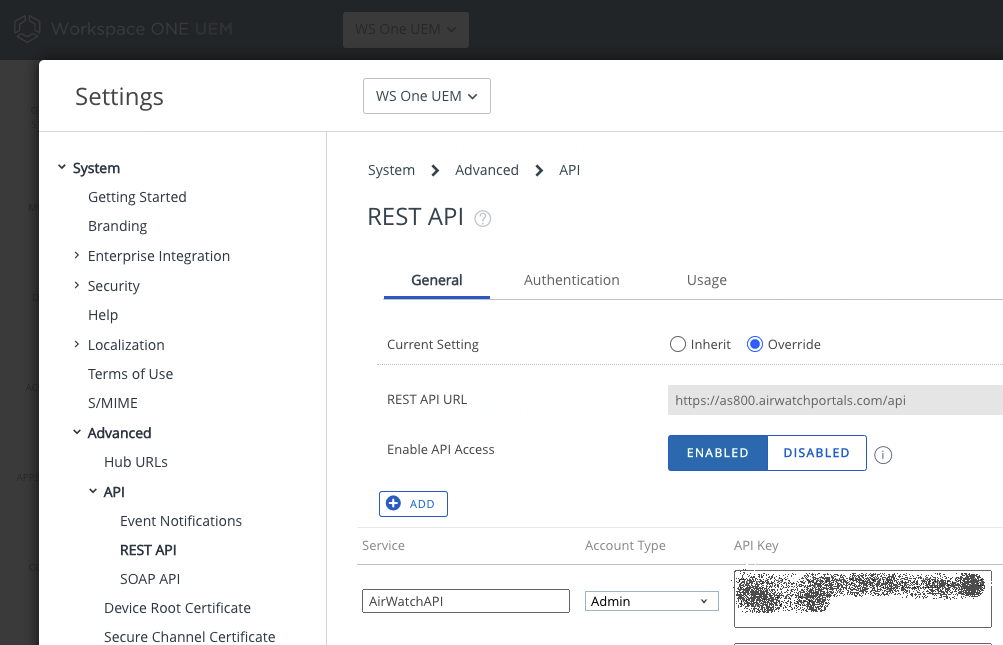 Workspace ONE UEM
WS One UEM
Settings
WS One UEM
System
Getting Started
Branding
Enterprise Integration
Security
Help
Localization
Terms of Use
S/MIME
Advanced
Hub URLs
API
Event Notifications
REST API
SOAP API
Device Root Certificate
Secure Channel Certificate
System Advanced API
REST API ?
General Authentication Usage
Current Setting Inherit Override
REST API URL https://as800.airwatchportals.com/api
Enable API Access ENABLED DISABLED i
ADD
Service Account Type API Key
AirWatchAPI Admin